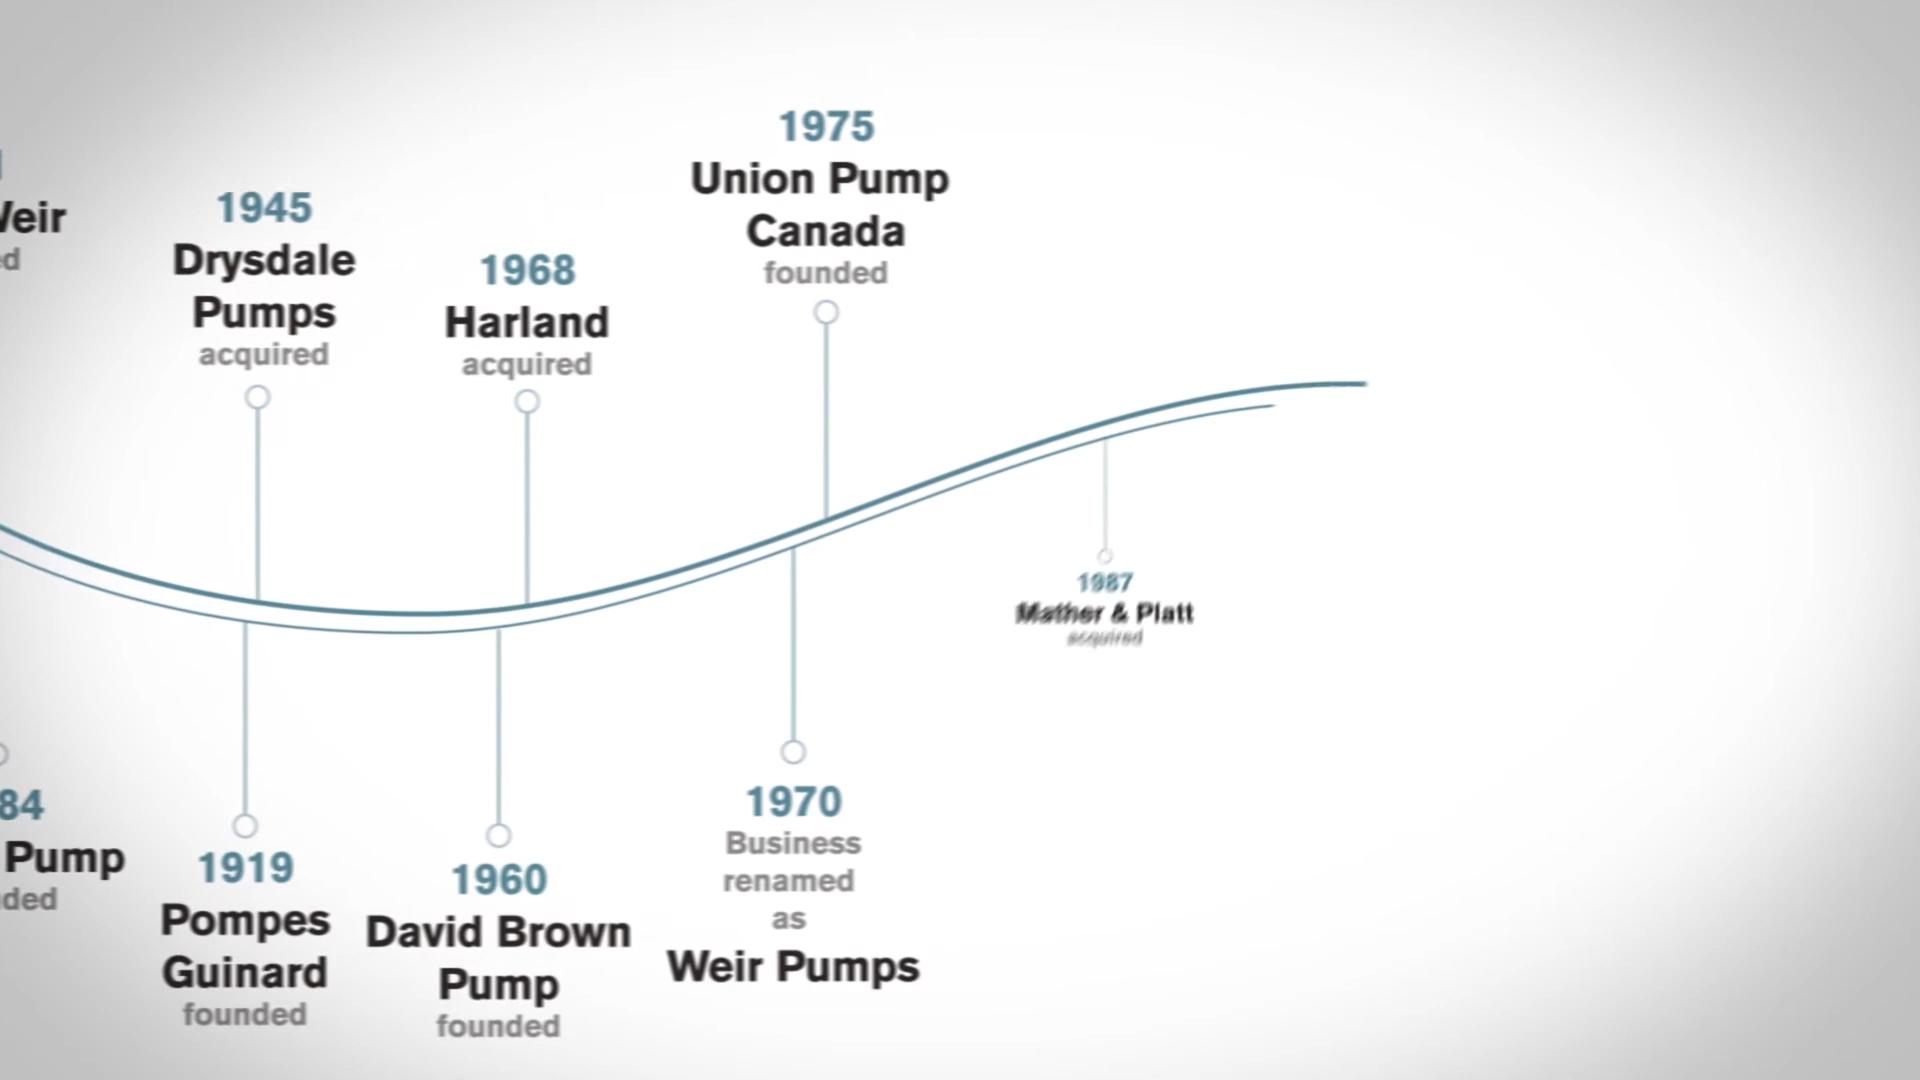 Weir
1945
Drysdale
Pumps
acquired
1968
Harland
acquired
1975
Union Pump
Canada
founded
84
Pump
1919
Pompes
Guinard
founded
1960
David Brown
Pump
founded
1970
Business
renamed
as
Weir Pumps
1987
Mather & Platt
acquired